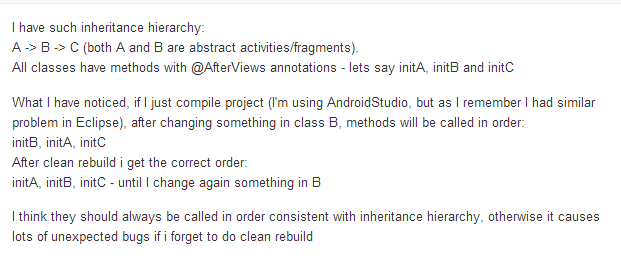 I have such inheritance hierarchy:
A -> B -> C (both A and B are abstract activities/fragments).
All classes have methods with @AfterViews annotations - lets say initA, initB and initC
What I have noticed, if I just compile project (I'm using AndroidStudio, but as I remember I had similar
problem in Eclipse), after changing something in class B, methods will be called in order:
initB, initA, initC
After clean rebuild i get the correct order:
initA, initB, initC - until I change again something in B
I think they should always be called in order consistent with inheritance hierarchy, otherwise it causes
lots of unexpected bugs if i forget to do clean rebuild